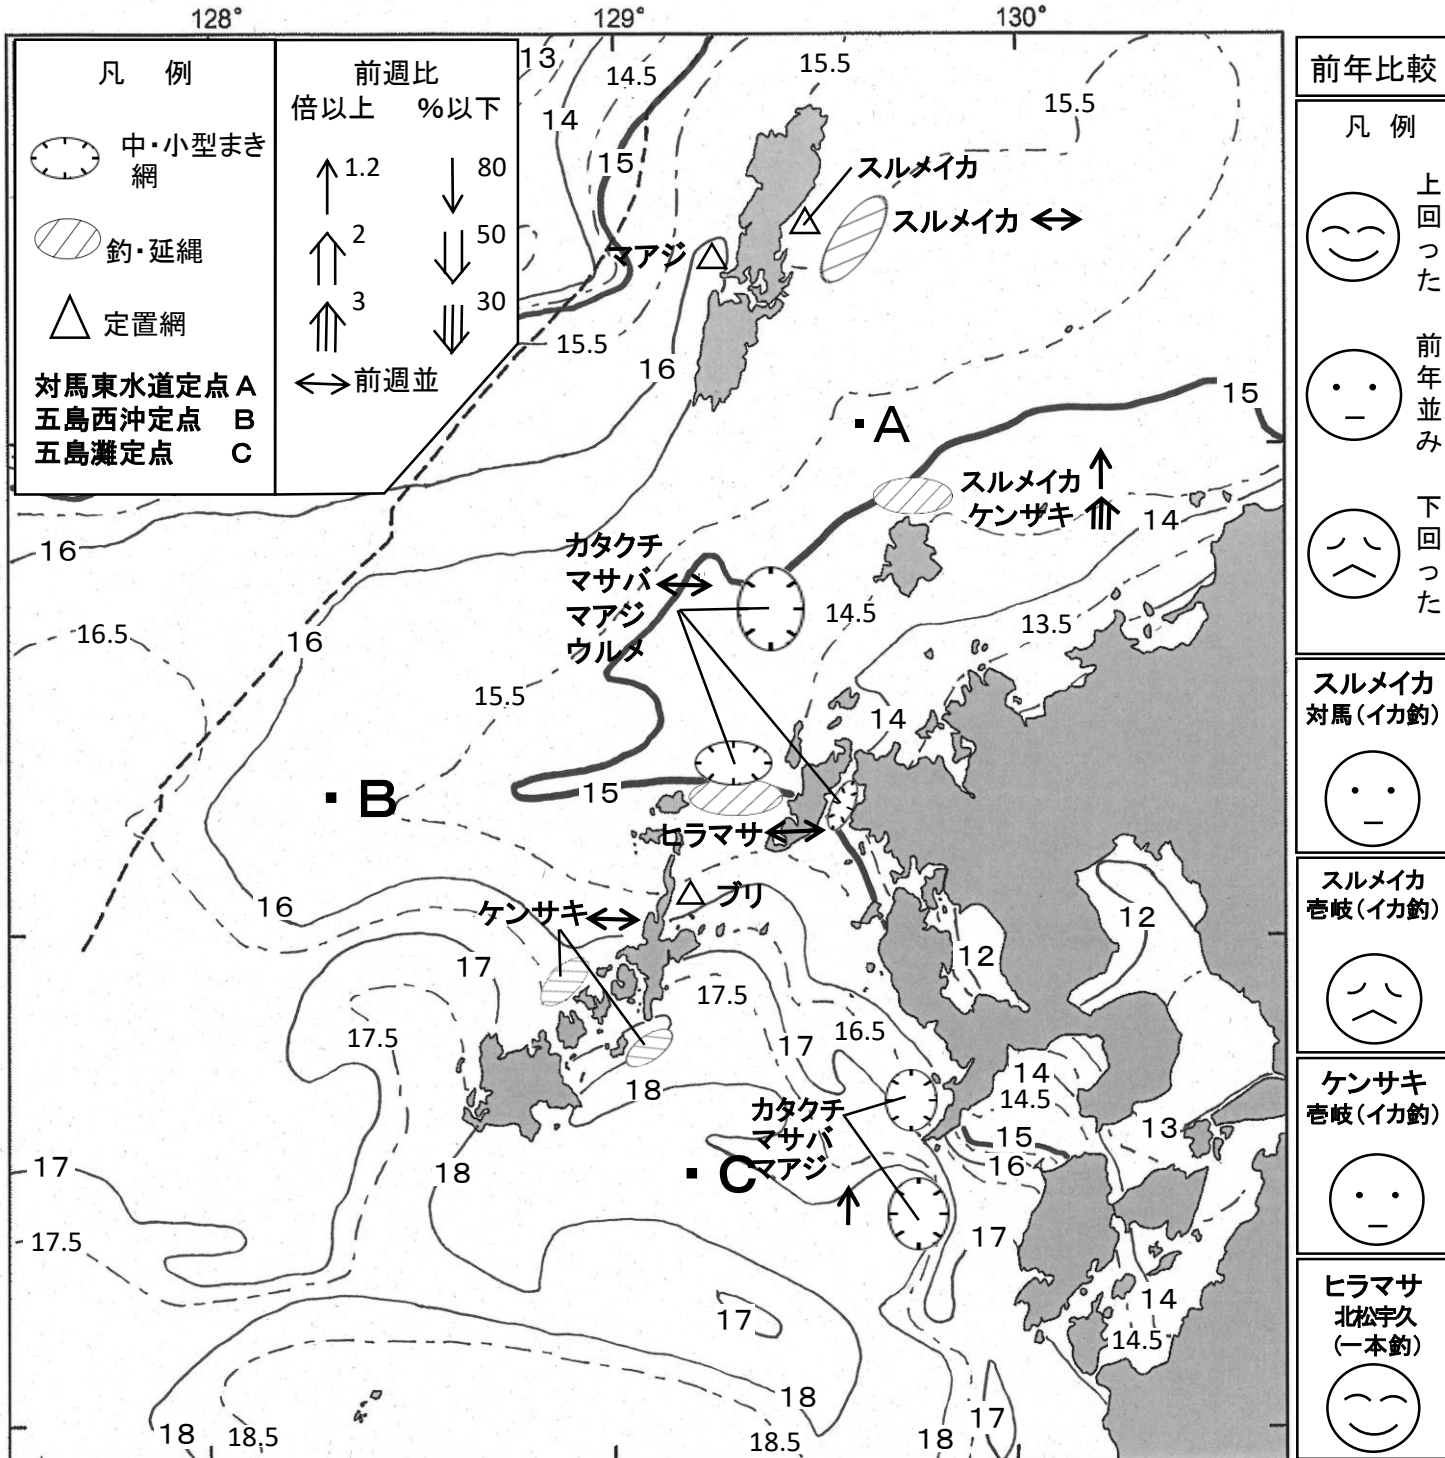 128°
129°
130°
凡 例
中・小型まき
網
釣・延縄
定置網
対馬東水道定点 A
五島西沖定点 B
五島灘定点 C
前週比
倍以上 %以下
1.2 80
2 50
3 30
前週並
13
14.5
15.5
15.5
14
15
スルメイカ
スルメイカ
マアジ
15.5
16
15
A
スルメイカ
ケンサキ
14
16
カタクチ
マサバ
マアジ
ウルメ
14.5
13.5
16.5
16
15.5
14
B
15
ヒラマサ
ブリ
16
ケンサキ
12
12
17
17.5
17.5
16.5
17
14
14.5
18
カタクチ
マサバ
マアジ
15
13
16
17
18
C
17.5
17
14
17
14.5
18
17
18
18.5
18.5
18
前年比較
凡 例
上回った
前年並み
下回った
スルメイカ
対馬(イカ釣)
スルメイカ
壱岐(イカ釣)
ケンサキ
壱岐(イカ釣)
ヒラマサ
北松宇久
(一本釣)